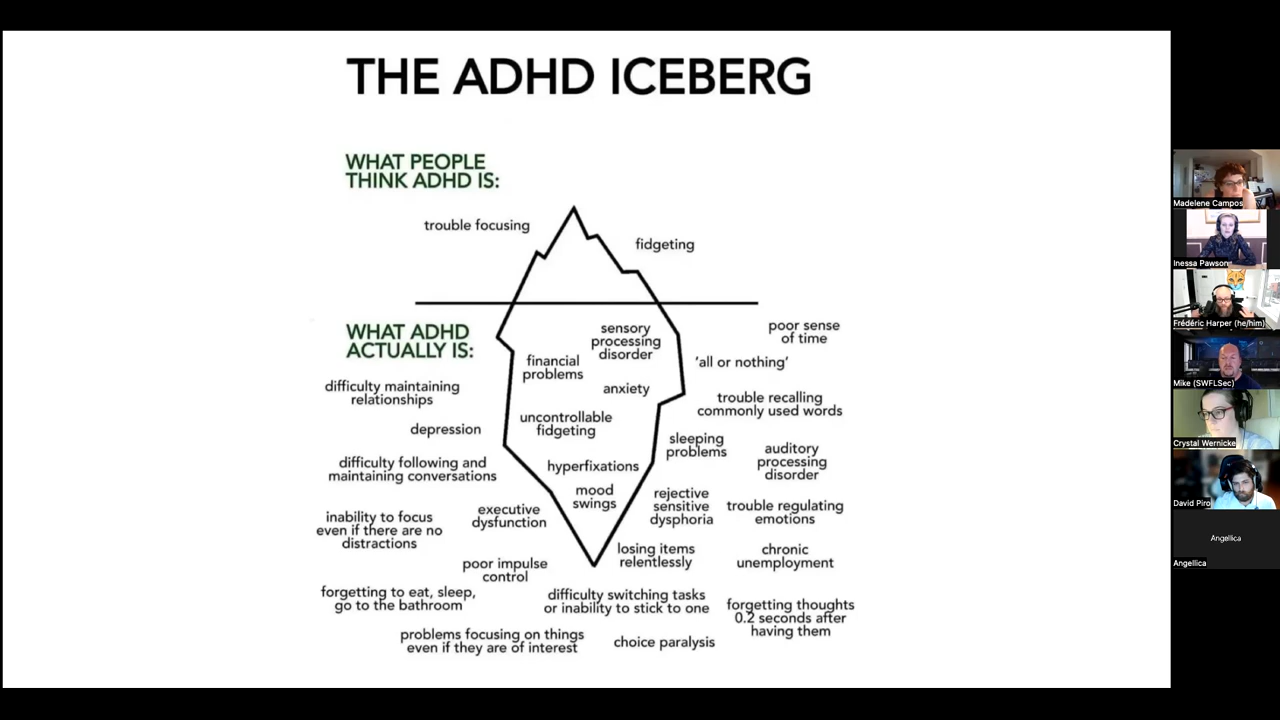 THE ADHD ICEBERG
WHAT PEOPLE
THINK ADHD IS:
trouble focusing
fidgeting
WHAT ADHD
ACTUALLY IS:
difficulty maintaining
relationships
depression
difficulty following and
maintaining conversations
inability to focus
even if there are no
distractions
executive
dysfunction
poor impulse
control
forgetting to eat, sleep,
go to the bathroom
problems focusing on things
even if they are of interest
sensory
processing
disorder
financial
problems
anxiety
uncontrollable
fidgeting
hyperfixations
mood
swings
poor sense
of time
'all or nothing'
trouble recalling
commonly used words
sleeping
problems
auditory
processing
disorder
rejective
sensitive
dysphoria
trouble regulating
emotions
losing items
relentlessly
chronic
unemployment
difficulty switching tasks
or inability to stick to one
forgetting thoughts
0.2 seconds after
having them
choice paralysis
Madelene Campos
Inessa Pawson
Frédéric Harper (he/him)
Mike (SWFLSec)
Crystal Wernicke
David Piro
Angellica
Angellica